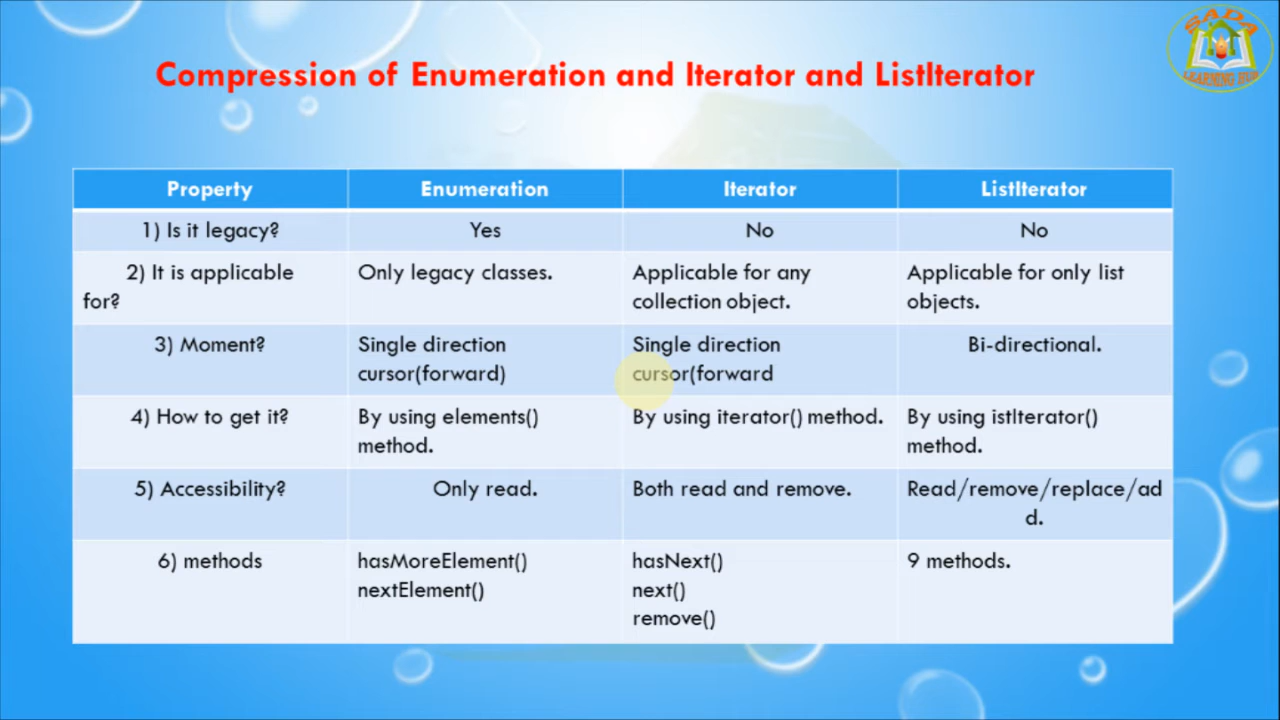 SADA
LEARNING HUB
Compression of Enumeration and Iterator and ListIterator
Property
Enumeration
Iterator
ListIterator
1) Is it legacy?
Yes
No
No
2) It is applicable
for?
Only legacy classes.
Applicable for any
collection object.
Applicable for only list
objects.
3) Moment?
Single direction
cursor(forward)
Single direction
cursor(forward
Bi-directional.
4) How to get it?
By using elements()
method.
By using iterator() method.
By using istIterator()
method.
5) Accessibility?
Only read.
Both read and remove.
Read/remove/replace/ad
d.
6) methods
hasMoreElement()
nextElement()
hasNext()
next()
remove()
9 methods.